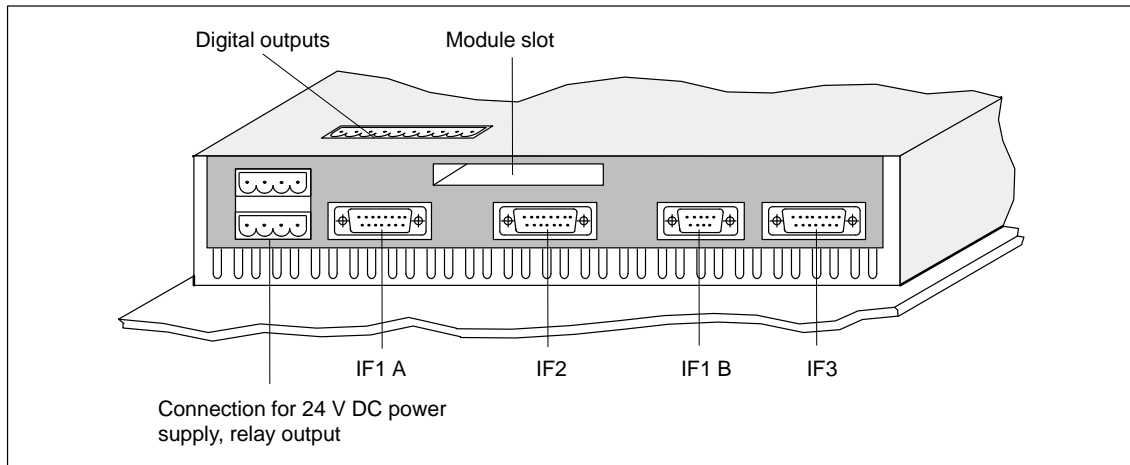 Digital outputs
Module slot
IF1 A
IF2
IF1 B
IF3
Connection for 24 V DC power
supply, relay output